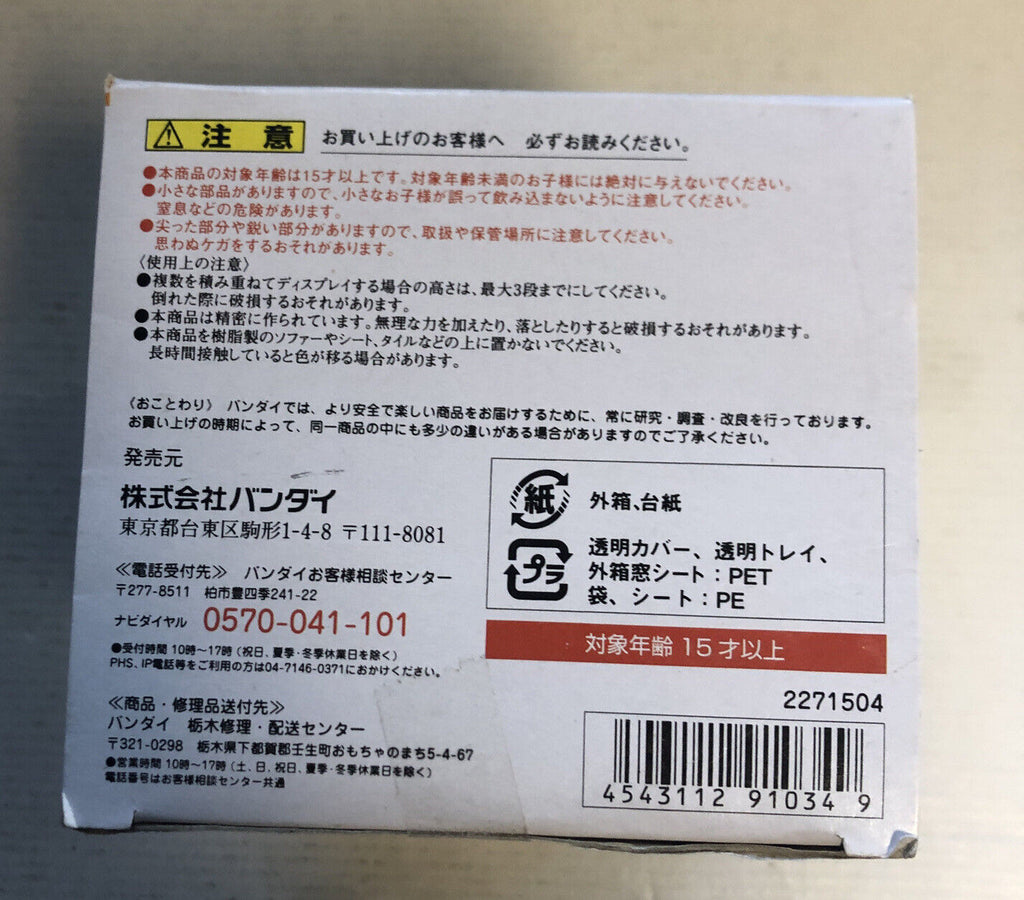 注意 お買い上げのお客様へ 必ずお読みください。
●本商品の対象年齢は15才以上です。対象年齢未満のお子様には絶対に与えないでください。
●小さな部品がありますので、小さなお子様が誤って飲み込まないように注意してください。
窒息などの危険があります。
●尖った部分や鋭い部分がありますので、取扱や保管場所に注意してください。
思わぬケガをするおそれがあります。
〈使用上の注意〉
●複数を積み重ねてディスプレイする場合の高さは、最大3段までにしてください。
倒れた際に破損するおそれがあります。
●本商品は精密に作られています。無理な力を加えたり、落としたりすると破損するおそれがあります。
●本商品を樹脂製のソファーやシート、タイルなどの上に置かないでください。
長時間接触していると色が移る場合があります。
〈おことわり〉 バンダイでは、より安全で楽しい商品をお届けするために、常に研究・調査・改良を行っております。
お買い上げの時期によって、同一商品の中にも多少の違いがある場合がありますのでご了承ください。
発売元
株式会社バンダイ
東京都台東区駒形1-4-8 〒111-8081
≪電話受付先≫ バンダイお客様相談センター
〒277-8511 柏市豊四季241-22
ナビダイヤル 0570-041-101
●受付時間 10時〜17時(祝日、夏季・冬季休業日を除く)
PHS、IP電話等をご利用の方は04-7146-0371におかけください。
≪商品・修理品送付先≫
バンダイ 栃木修理・配送センター
〒321-0298 栃木県下都賀郡壬生町おもちゃのまち5-4-67
●営業時間 10時〜17時(土、日、祝日、夏季・冬季休業日を除く)
電話番号はお客様相談センター共通
紙 外箱、台紙
プラ 透明カバー、透明トレイ、
外箱窓シート:PET
袋、シート:PE
対象年齢 15才以上
2271504
4543112 91034 9